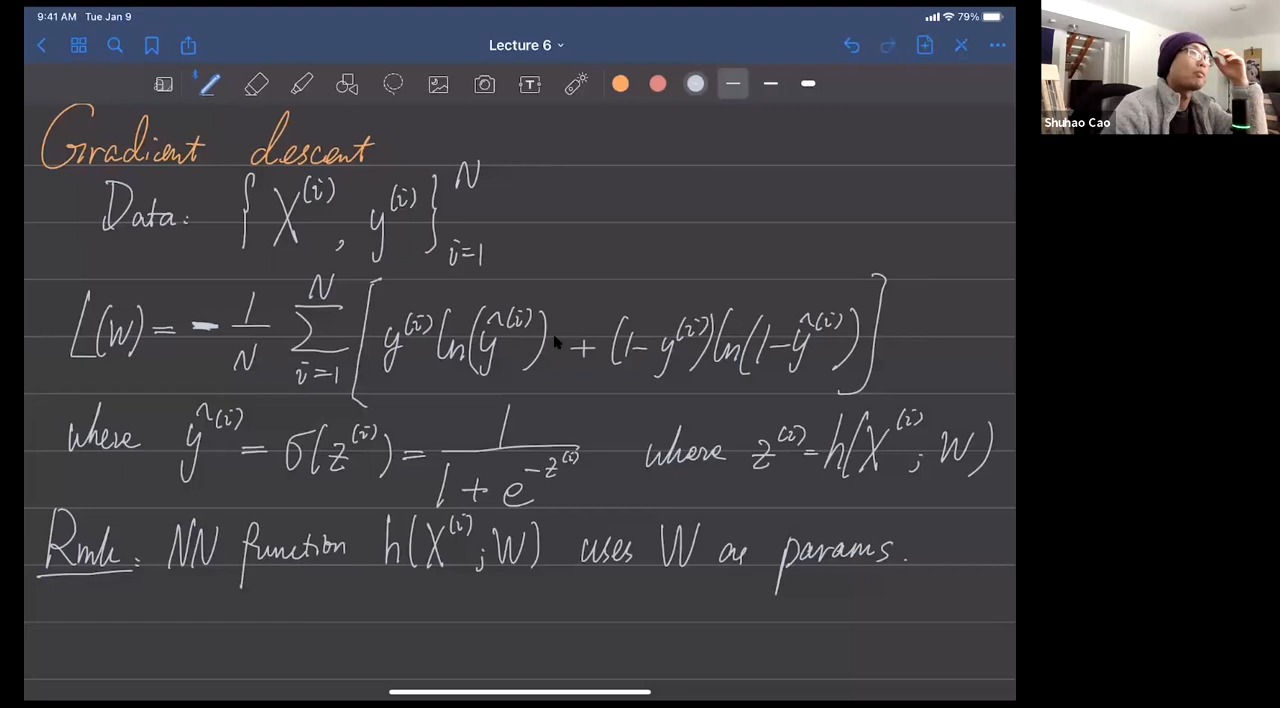 9:41 AM Tue Jan 9
79%
Lecture 6
Gradient descent
Data: { X^(i), y^(i) }_{i=1}^N
L(W) = - 1/N ∑_{i=1}^N [ y^(i) ln(ŷ^(i)) + (1 - y^(i)) ln(1 - ŷ^(i)) ]
where ŷ^(i) = σ(z^(i)) = 1/(1 + e^{-z^(i)}) where z^(i) = h(X^(i); W)
Rmk: NN function h(X^(i); W) uses W as params.
Shuhao Cao